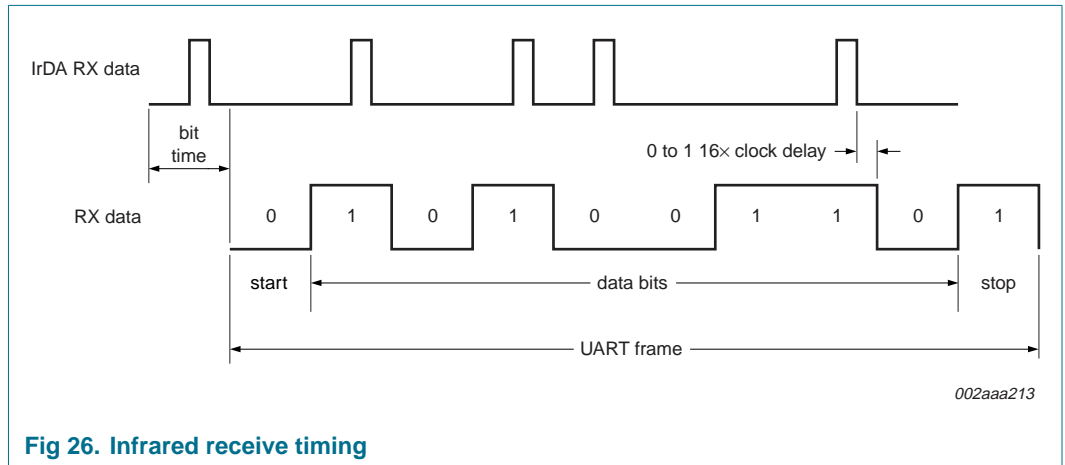 IrDA RX data
bit
time
0 to 1 16× clock delay
RX data
0 1 0 1 0 0 1 1 0 1
start
data bits
stop
UART frame
002aaa213
Fig 26. Infrared receive timing